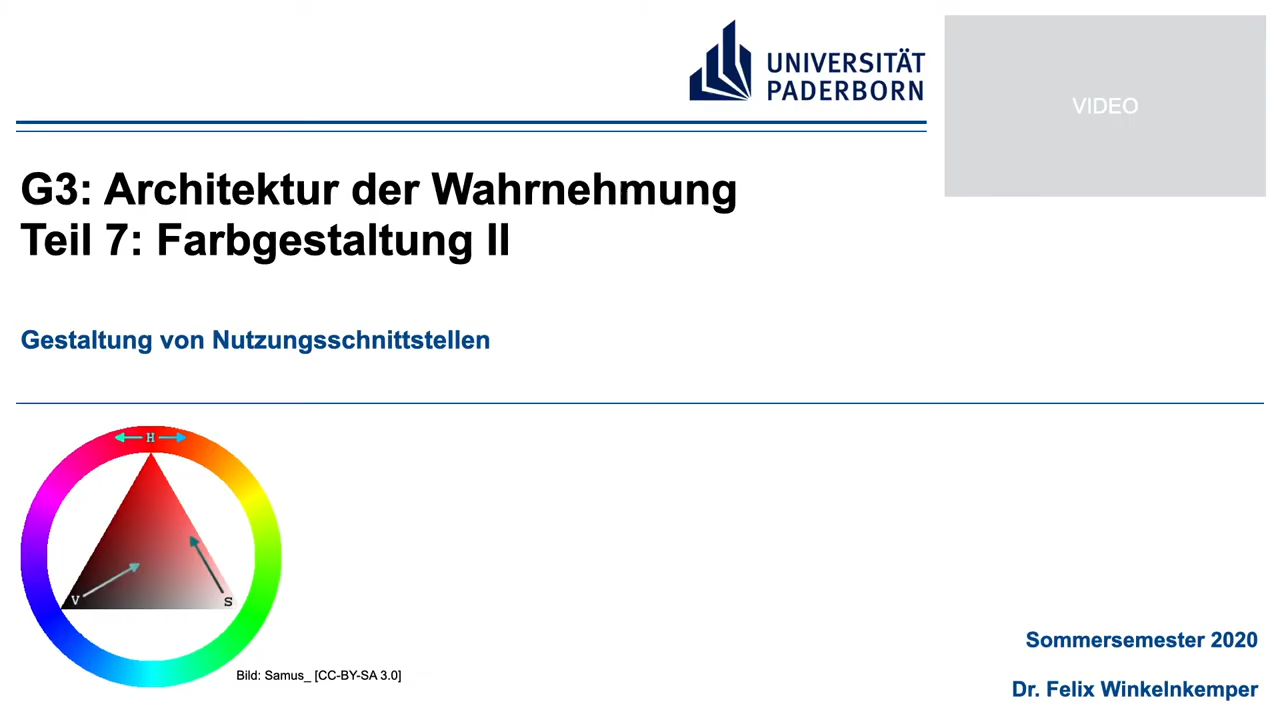 UNIVERSITÄT
PADERBORN
VIDEO
G3: Architektur der Wahrnehmung
Teil 7: Farbgestaltung II
Gestaltung von Nutzungsschnittstellen
H
V
S
Bild: Samus_ [CC-BY-SA 3.0]
Sommersemester 2020
Dr. Felix Winkelnkemper